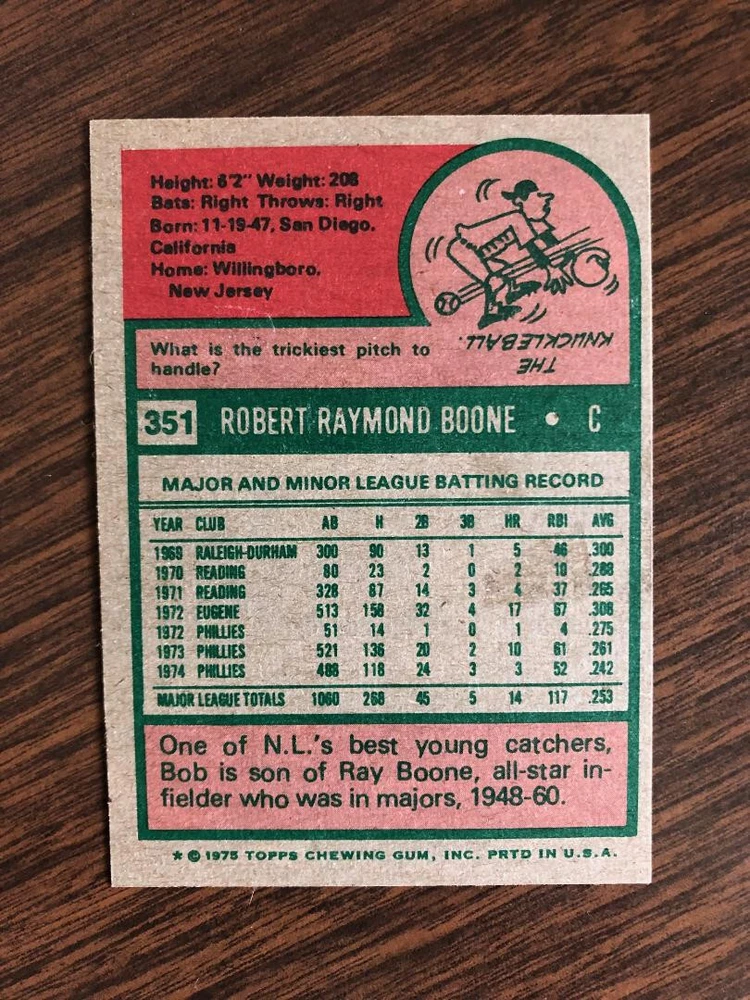 Height: 6'2" Weight: 208
Bats: Right Throws: Right
Born: 11-19-47, San Diego,
California
Home: Willingboro,
New Jersey
What is the trickiest pitch to
handle?
THE
KNUCKLEBALL.
351 ROBERT RAYMOND BOONE • C
MAJOR AND MINOR LEAGUE BATTING RECORD
YEAR CLUB AB H 2B 3B HR RBI AVG
1969 RALEIGH-DURHAM 300 90 13 1 5 46 .300
1970 READING 80 23 2 0 2 10 .288
1971 READING 328 87 14 3 4 37 .265
1972 EUGENE 513 158 32 4 17 67 .308
1972 PHILLIES 51 14 1 0 1 4 .275
1973 PHILLIES 521 136 20 2 10 61 .261
1974 PHILLIES 488 118 24 3 3 52 .242
MAJOR LEAGUE TOTALS 1060 268 45 5 14 117 .253
One of N.L.'s best young catchers,
Bob is son of Ray Boone, all-star in-
fielder who was in majors, 1948-60.
* © 1975 TOPPS CHEWING GUM, INC. PRTD IN U.S.A.